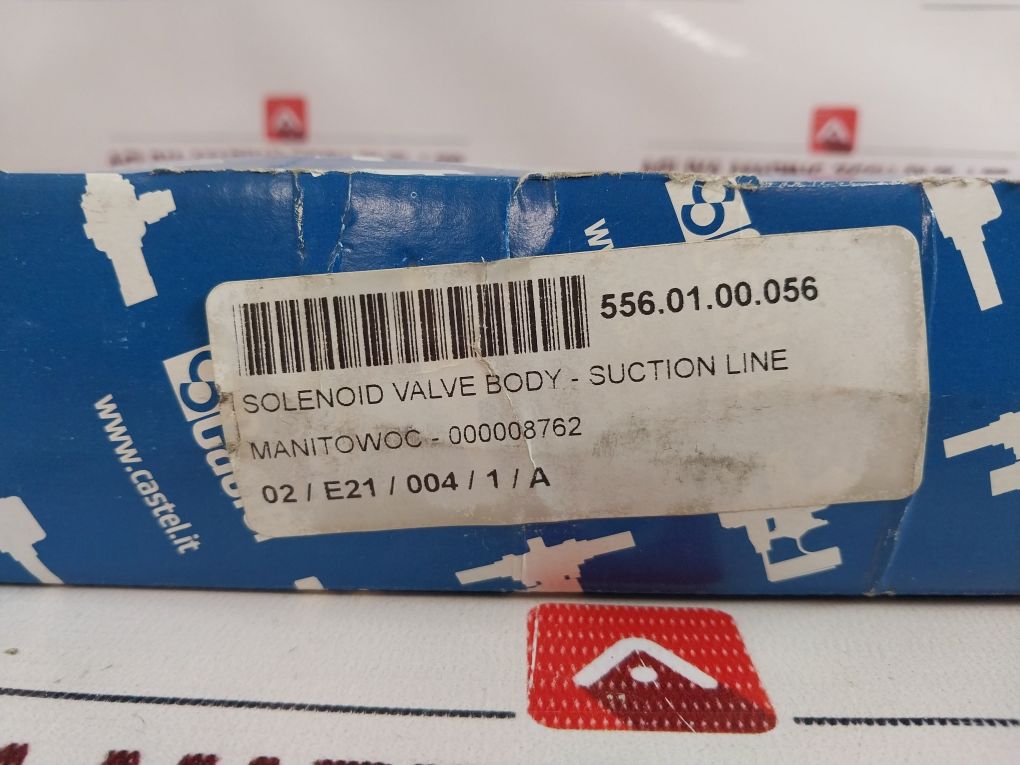 556.01.00.056
SOLENOID VALVE BODY - SUCTION LINE
MANITOWOC - 000008762
02 / E21 / 004 / 1 / A
www.castel.it